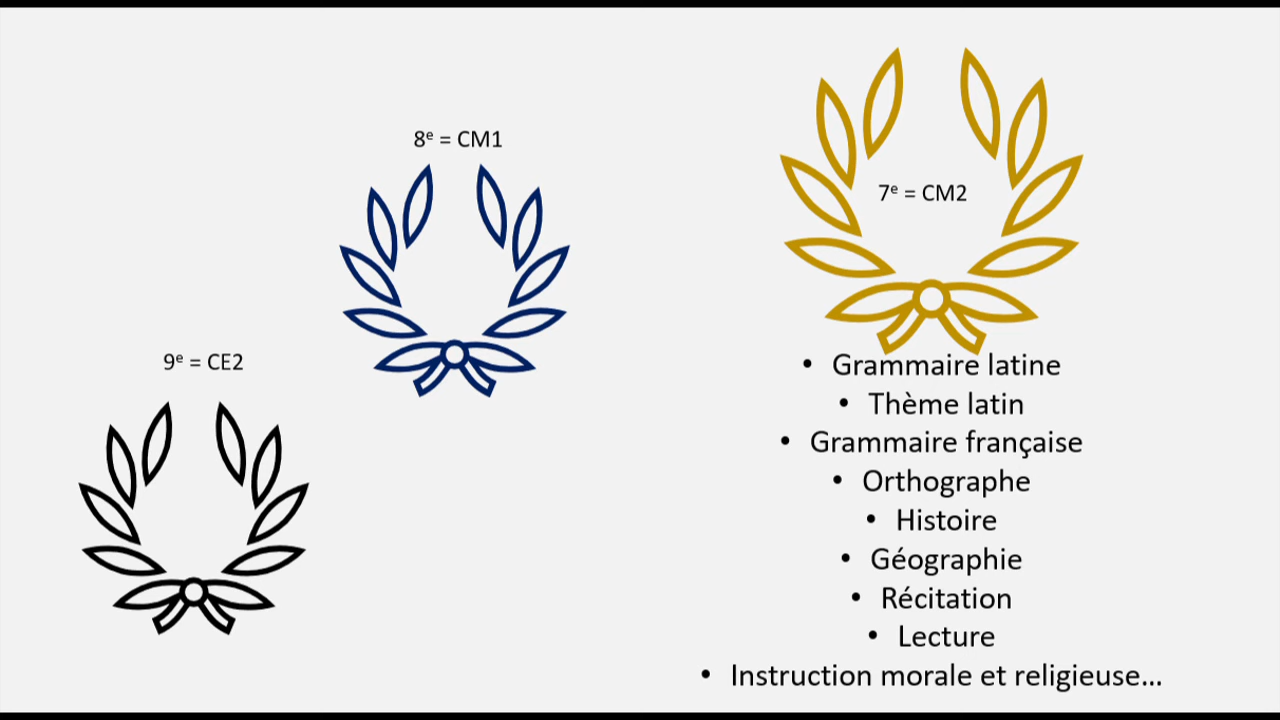 9ᵉ = CE2
8ᵉ = CM1
7ᵉ = CM2
• Grammaire latine
• Thème latin
• Grammaire française
• Orthographe
• Histoire
• Géographie
• Récitation
• Lecture
• Instruction morale et religieuse...